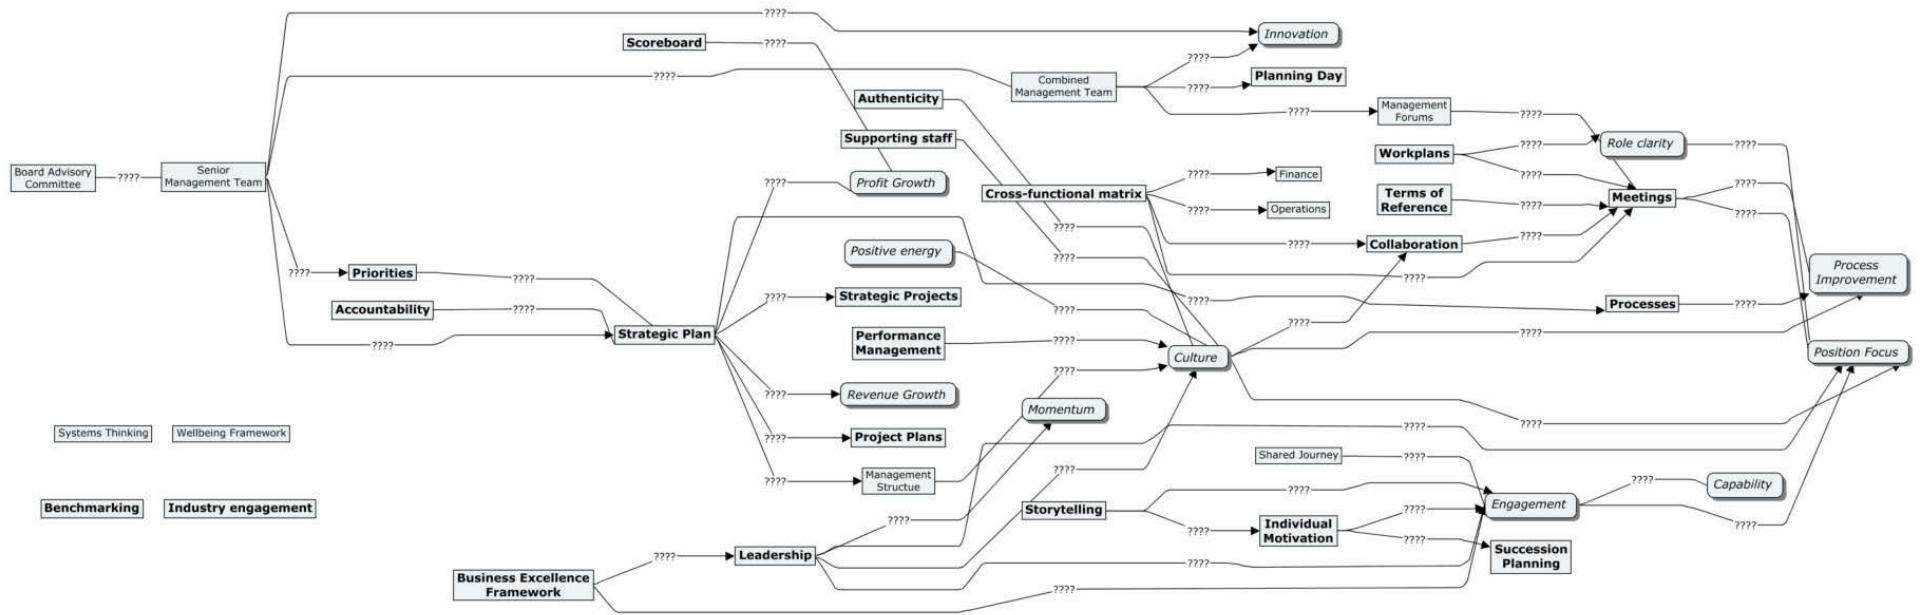 ????
Innovation
Scoreboard
????
????
????
Combined
Management Team
????
Planning Day
Authenticity
????
Management
Forums
????
Supporting staff
Role clarity
????
Workplans
????
Board Advisory
Committee
????
Senior
Management Team
????
Profit Growth
????
Finance
????
????
Cross-functional matrix
Terms of
Reference
????
Meetings
????
????
Operations
????
????
Positive energy
????
Collaboration
????
????
????
Process
Improvement
????
Priorities
????
????
Strategic Projects
????
Processes
????
Accountability
????
????
????
Strategic Plan
????
????
Performance
Management
????
Culture
Position Focus
????
????
Revenue Growth
Momentum
????
????
Systems Thinking
Wellbeing Framework
????
Project Plans
Shared Journey
????
????
????
Management
Structue
????
Capability
????
Benchmarking
Industry engagement
Storytelling
Engagement
????
????
Individual
Motivation
????
????
????
????
Leadership
????
Succession
Planning
Business Excellence
Framework
????